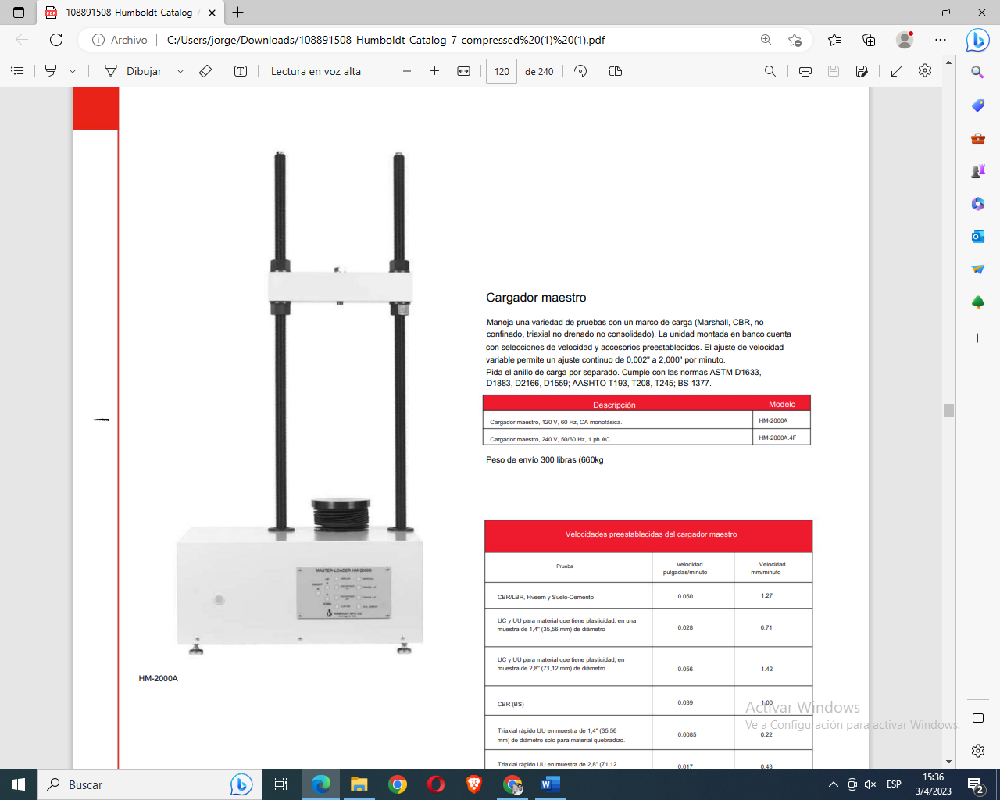 108891508-Humboldt-Catalog-7
Archivo
C:/Users/jorge/Downloads/108891508-Humboldt-Catalog-7_compressed%20(1)%20(1).pdf
Dibujar
Lectura en voz alta
120
de 240
Cargador maestro
Maneja una variedad de pruebas con un marco de carga (Marshall, CBR, no
confinado, triaxial no drenado no consolidado). La unidad montada en banco cuenta
con selecciones de velocidad y accesorios preestablecidos. El ajuste de velocidad
variable permite un ajuste continuo de 0,002" a 2,000" por minuto.
Pida el anillo de carga por separado. Cumple con las normas ASTM D1633,
D1883, D2166, D1559; AASHTO T193, T208, T245; BS 1377.
Descripción Modelo
Cargador maestro, 120 V, 60 Hz, CA monofásica. HM-2000A
Cargador maestro, 240 V, 50/60 Hz, 1 ph AC. HM-2000A.4F
Peso de envío 300 libras (660kg
MASTER-LOADER HM-2000D
UP
ON/OFF
DOWN
HUMBOLDT MFG. CO.
HM-2000A
Velocidades preestablecidas del cargador maestro
Prueba
Velocidad
pulgadas/minuto
Velocidad
mm/minuto
CBR/LBR, Hveem y Suelo-Cemento 0.050 1.27
UC y UU para material que tiene plasticidad, en una
muestra de 1,4" (35,56 mm) de diámetro 0.028 0.71
UC y UU para material que tiene plasticidad, en
muestra de 2,8" (71,12 mm) de diámetro 0.056 1.42
CBR (BS) 0.039 1.00
Triaxial rápido UU en muestra de 1,4" (35,56
mm) de diámetro solo para material quebradizo. 0.0085 0.22
Triaxial rápido UU en muestra de 2,8" (71,12 0.017 0.43
Activar Windows
Ve a Configuración para activar Windows.
Buscar
ESP
15:36
3/4/2023
2